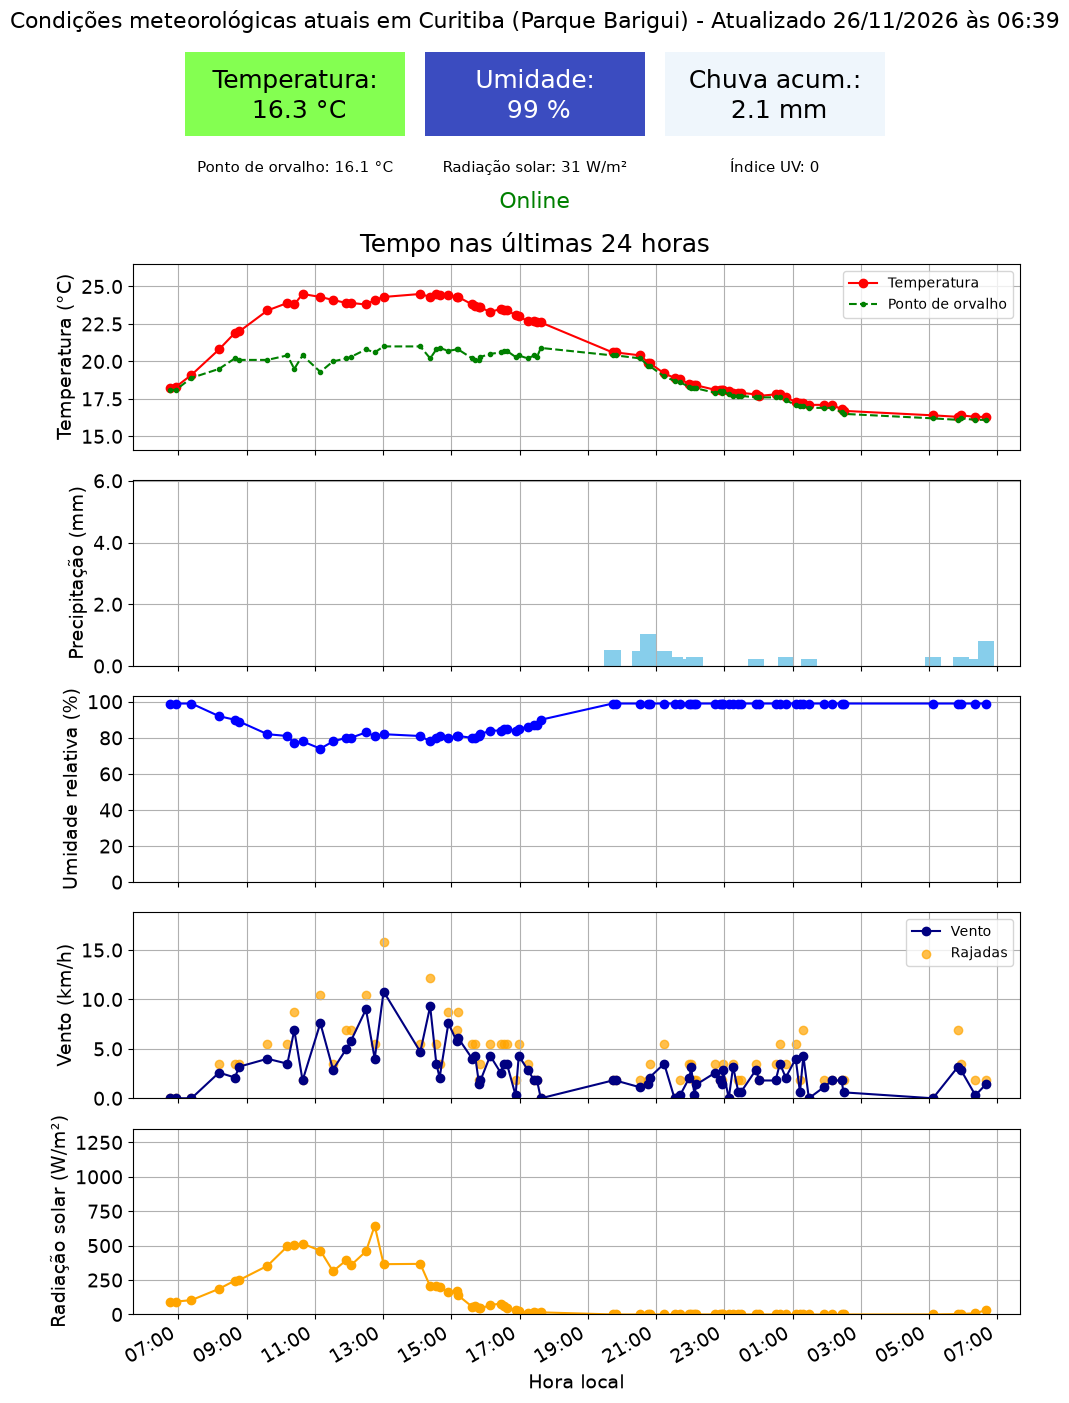 Condições meteorológicas atuais em Curitiba (Parque Barigui) - Atualizado 26/11/2026 às 06:39
Temperatura:
16.3 °C
Umidade:
99 %
Chuva acum.:
2.1 mm
Ponto de orvalho: 16.1 °C
Radiação solar: 31 W/m²
Índice UV: 0
Online
Tempo nas últimas 24 horas
Temperatura (°C)
25.0
22.5
20.0
17.5
15.0
Temperatura
Ponto de orvalho
Precipitação (mm)
6.0
4.0
2.0
0.0
Umidade relativa (%)
100
80
60
40
20
0
Vento (km/h)
15.0
10.0
5.0
0.0
Vento
Rajadas
Radiação solar (W/m²)
1250
1000
750
500
250
0
07:00
09:00
11:00
13:00
15:00
17:00
19:00
21:00
23:00
01:00
03:00
05:00
07:00
Hora local